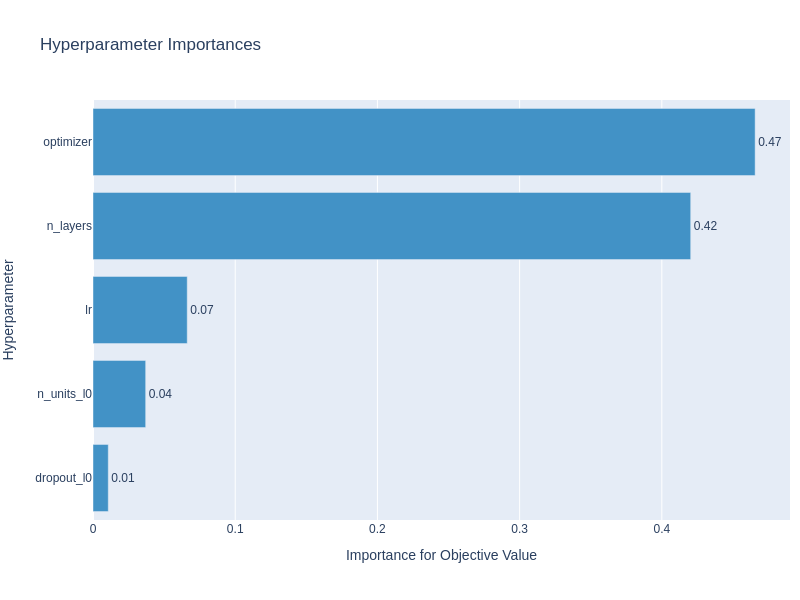 Hyperparameter Importances
Hyperparameter
optimizer
0.47
n_layers
0.42
lr
0.07
n_units_l0
0.04
dropout_l0
0.01
0
0.1
0.2
0.3
0.4
Importance for Objective Value